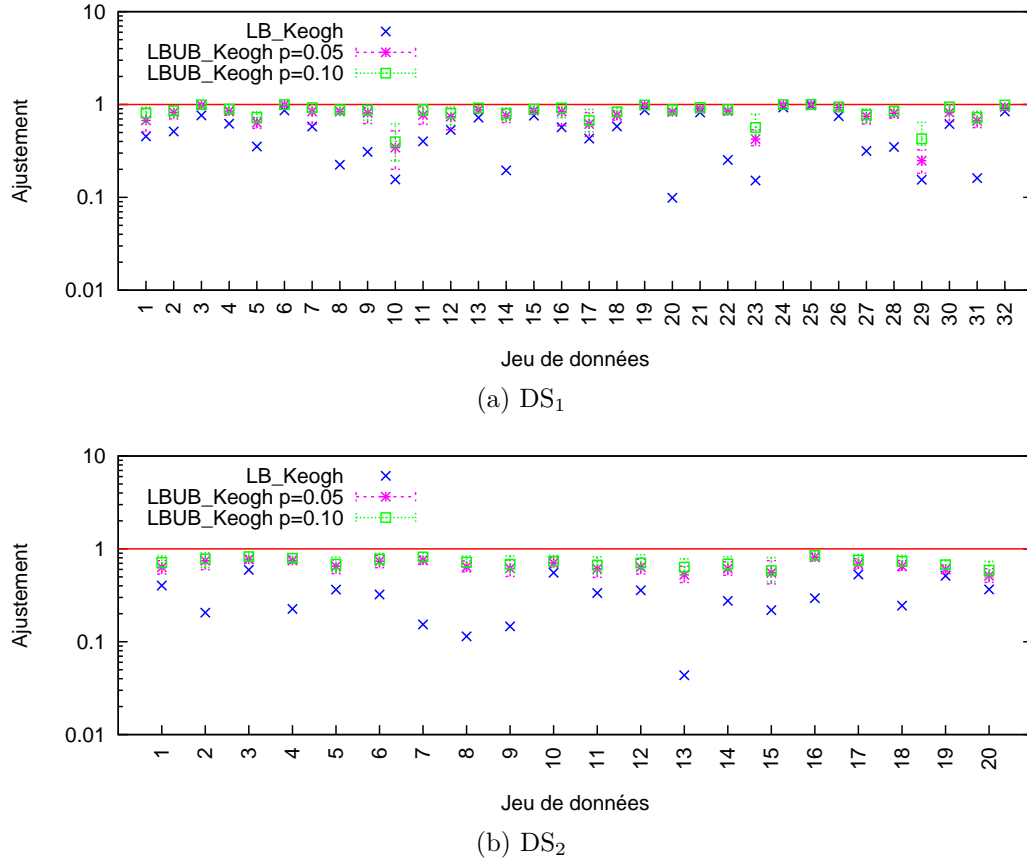 10
1
0.1
0.01
Ajustement
LB_Keogh
LBUB_Keogh p=0.05
LBUB_Keogh p=0.10
1 2 3 4 5 6 7 8 9 10 11 12 13 14 15 16 17 18 19 20 21 22 23 24 25 26 27 28 29 30 31 32
Jeu de données
(a) DS₁
10
1
0.1
0.01
Ajustement
LB_Keogh
LBUB_Keogh p=0.05
LBUB_Keogh p=0.10
1 2 3 4 5 6 7 8 9 10 11 12 13 14 15 16 17 18 19 20
Jeu de données
(b) DS₂